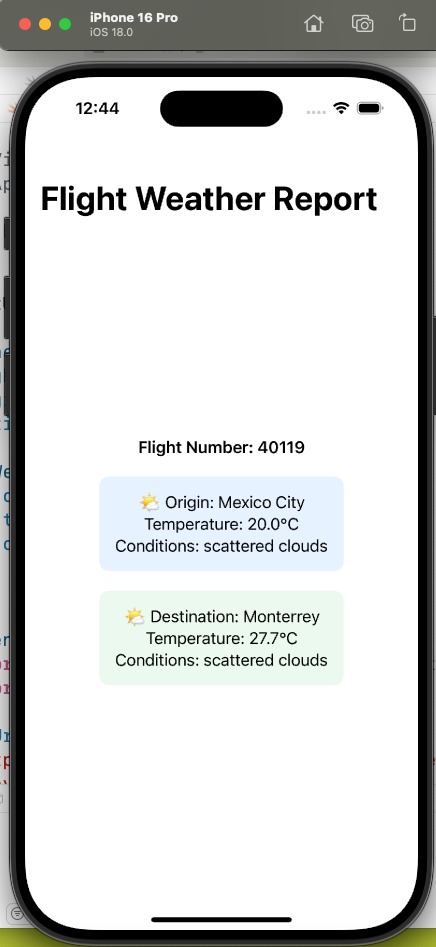 iPhone 16 Pro
iOS 18.0
12:44
Flight Weather Report
Flight Number: 40119
🌤️ Origin: Mexico City
Temperature: 20.0°C
Conditions: scattered clouds
🌤️ Destination: Monterrey
Temperature: 27.7°C
Conditions: scattered clouds